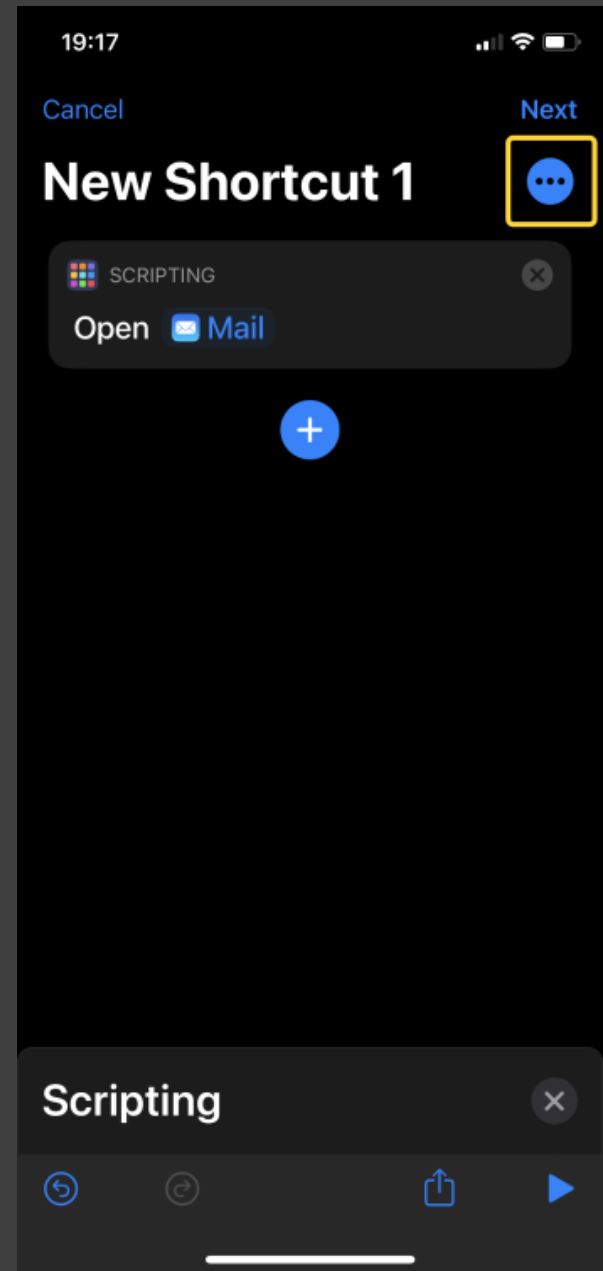 19:17
Cancel Next
New Shortcut 1
SCRIPTING
Open Mail
Scripting